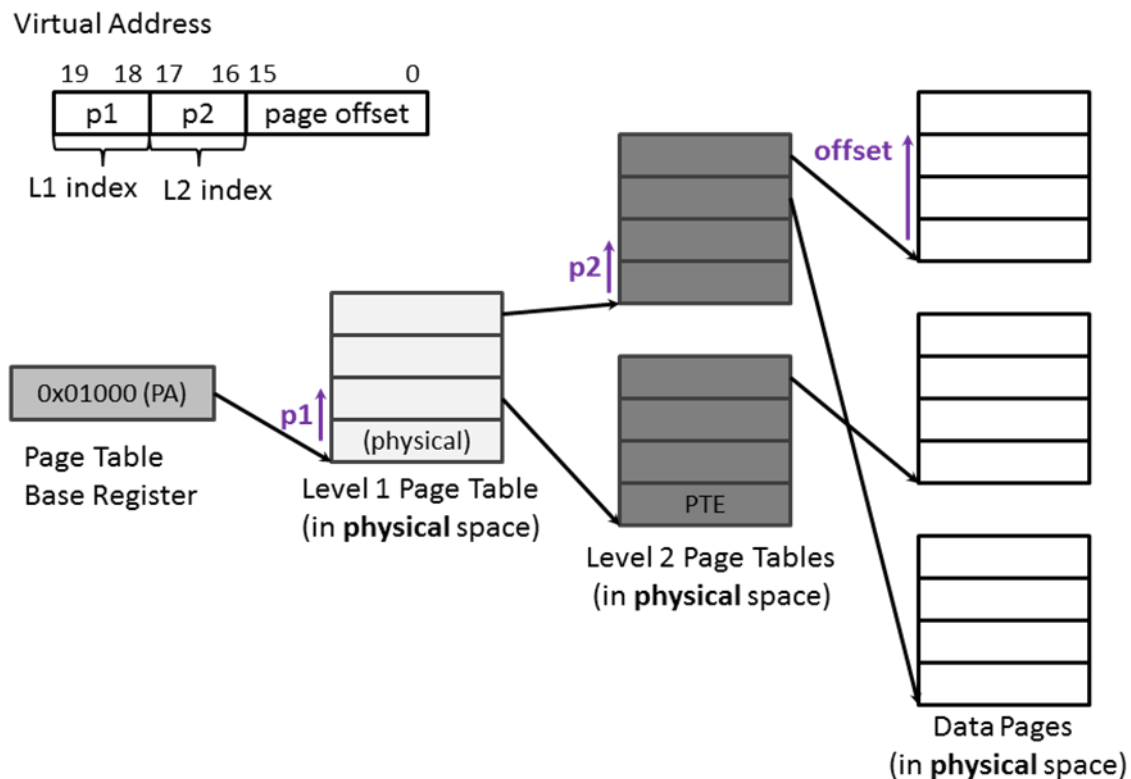 Virtual Address
19 18 17 16 15 0
p1 p2 page offset
L1 index L2 index
offset
p2
0x01000 (PA)
p1
(physical)
Page Table
Base Register
Level 1 Page Table
(in physical space)
PTE
Level 2 Page Tables
(in physical space)
Data Pages
(in physical space)